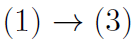 (1) → (3)